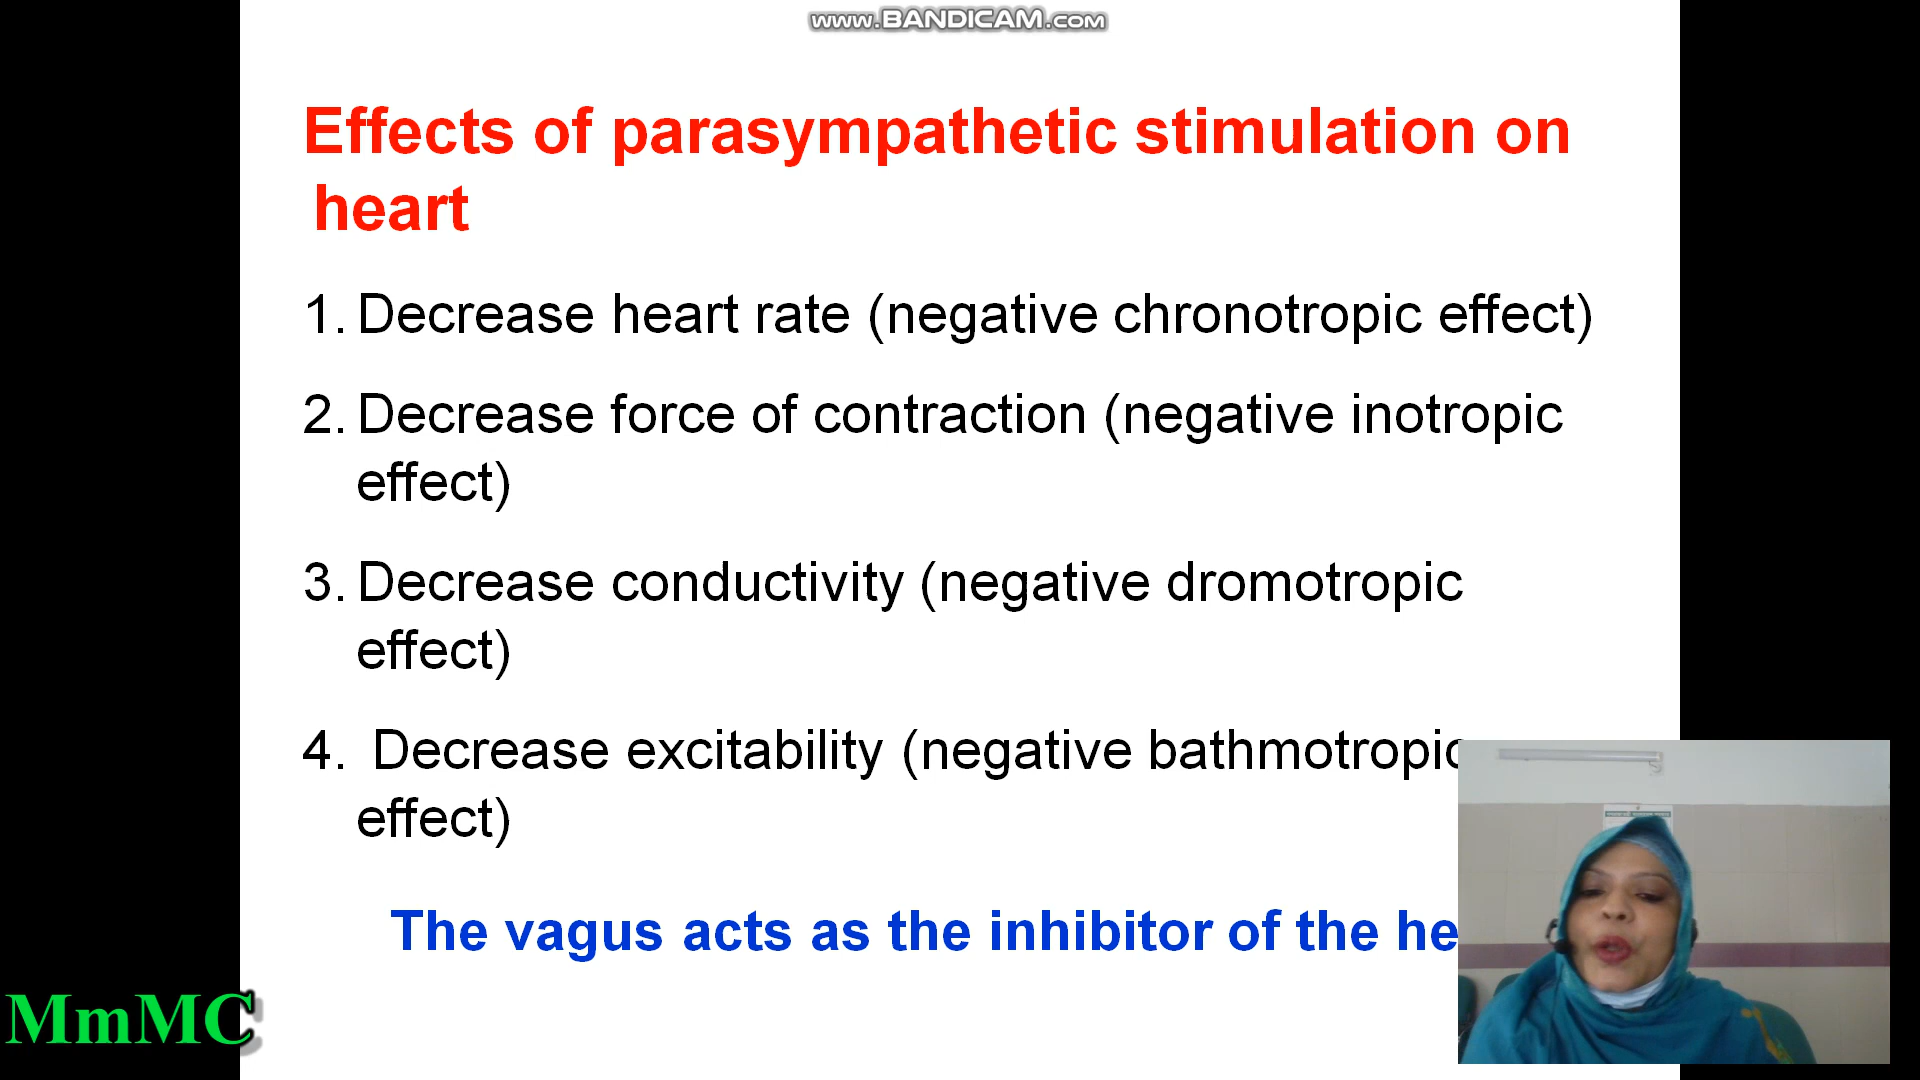 www.BANDICAM.com
Effects of parasympathetic stimulation on
heart
1. Decrease heart rate (negative chronotropic effect)
2. Decrease force of contraction (negative inotropic
effect)
3. Decrease conductivity (negative dromotropic
effect)
4. Decrease excitability (negative bathmotropic
effect)
The vagus acts as the inhibitor of the he
MmMC